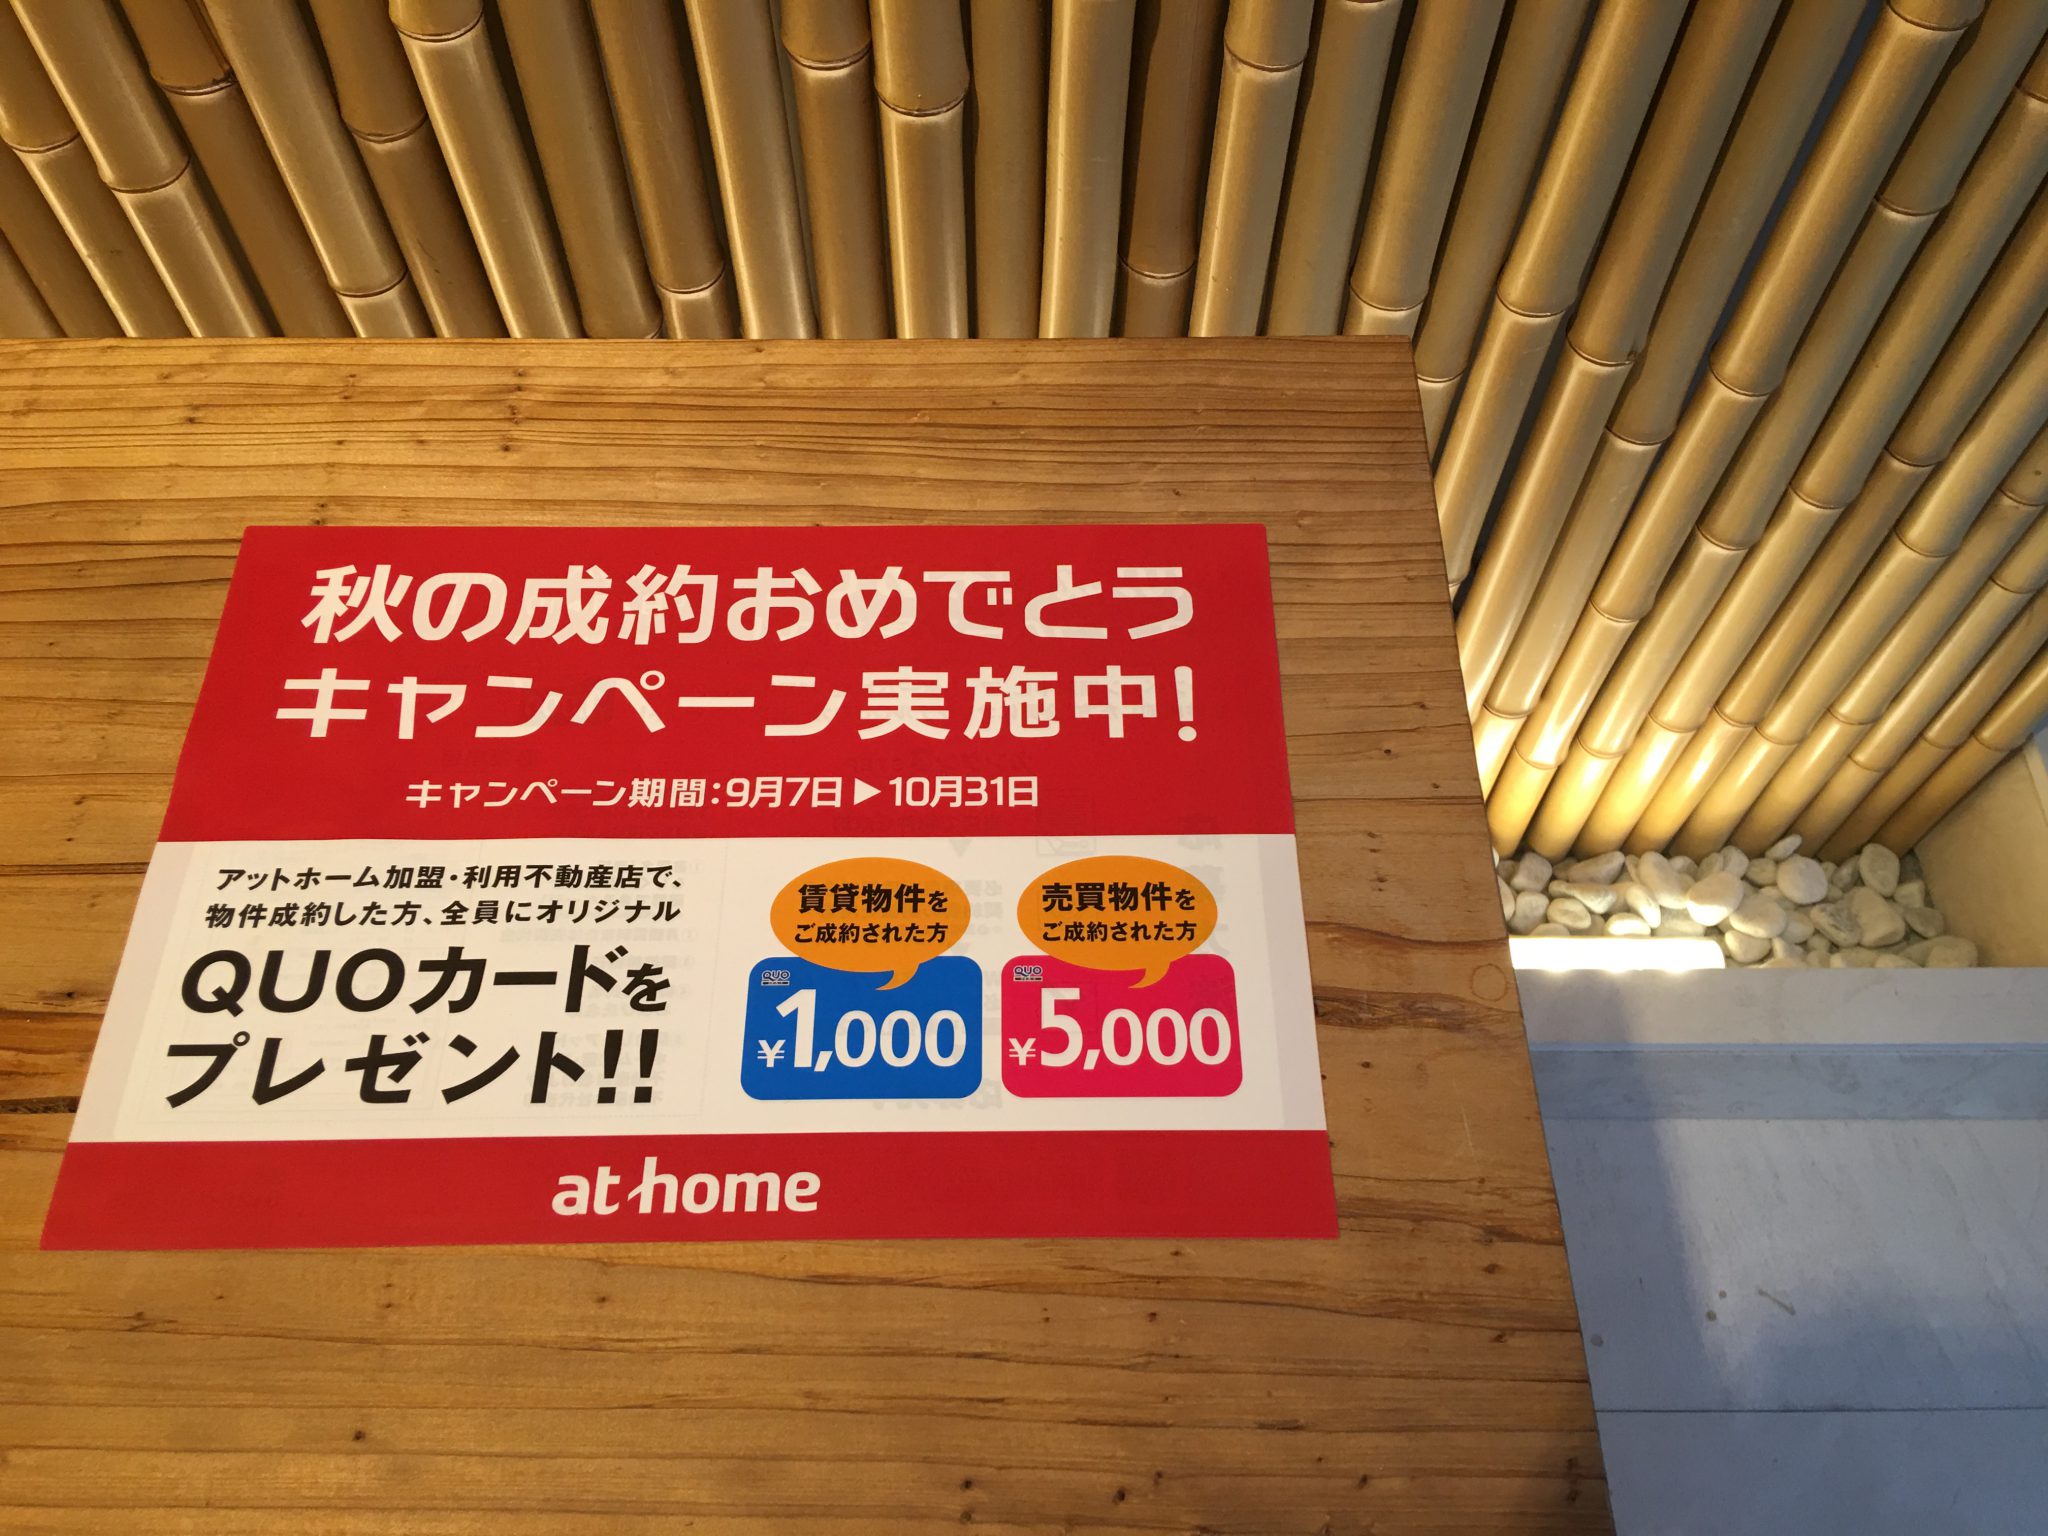 秋の成約おめでとう
キャンペーン実施中!
キャンペーン期間:9月7日▶10月31日
アットホーム加盟・利用不動産店で、
物件成約した方、全員にオリジナル
QUOカードを
プレゼント!!
賃貸物件を
ご成約された方
QUO
¥1,000
売買物件を
ご成約された方
QUO
¥5,000
at home